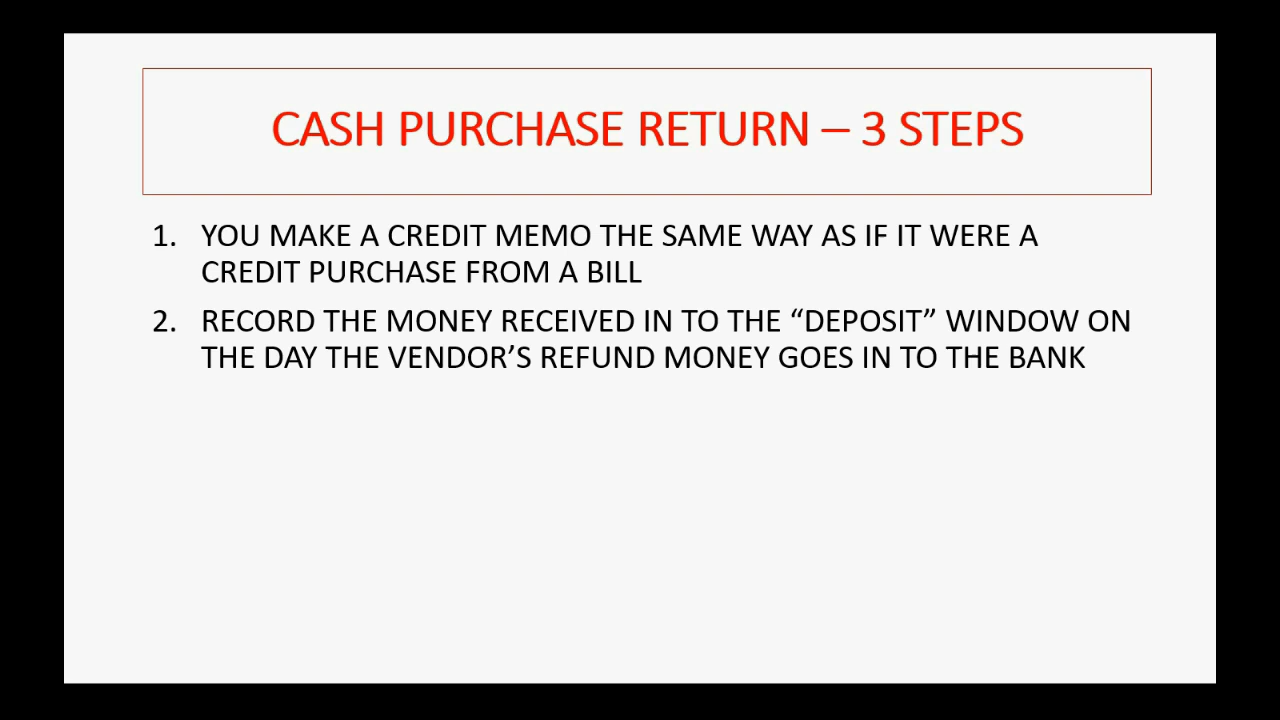 CASH PURCHASE RETURN – 3 STEPS
1. YOU MAKE A CREDIT MEMO THE SAME WAY AS IF IT WERE A
CREDIT PURCHASE FROM A BILL
2. RECORD THE MONEY RECEIVED IN TO THE “DEPOSIT” WINDOW ON
THE DAY THE VENDOR’S REFUND MONEY GOES IN TO THE BANK